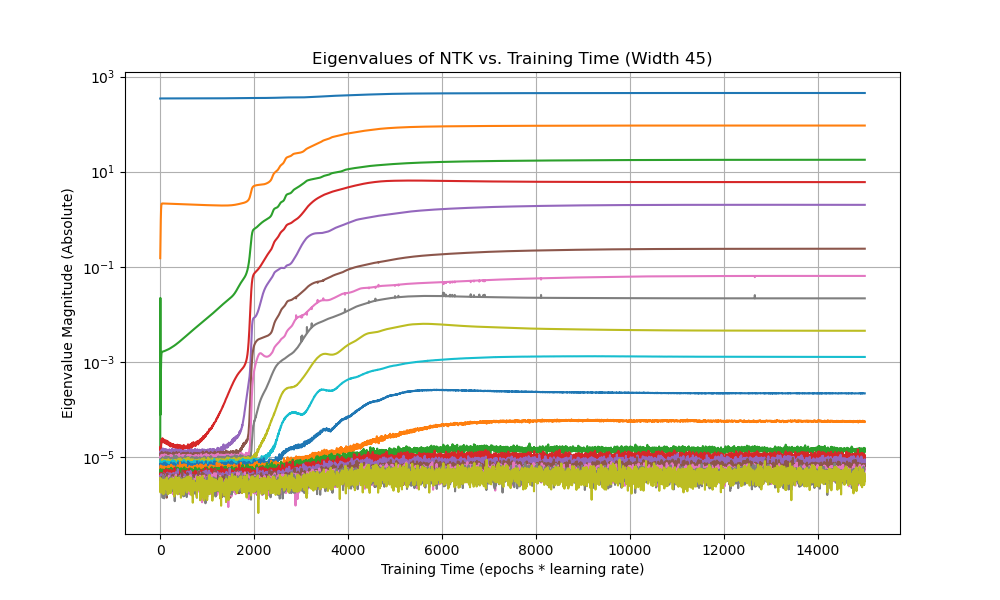 Eigenvalues of NTK vs. Training Time (Width 45)
Eigenvalue Magnitude (Absolute)
10³
10¹
10⁻¹
10⁻³
10⁻⁵
0 2000 4000 6000 8000 10000 12000 14000
Training Time (epochs * learning rate)